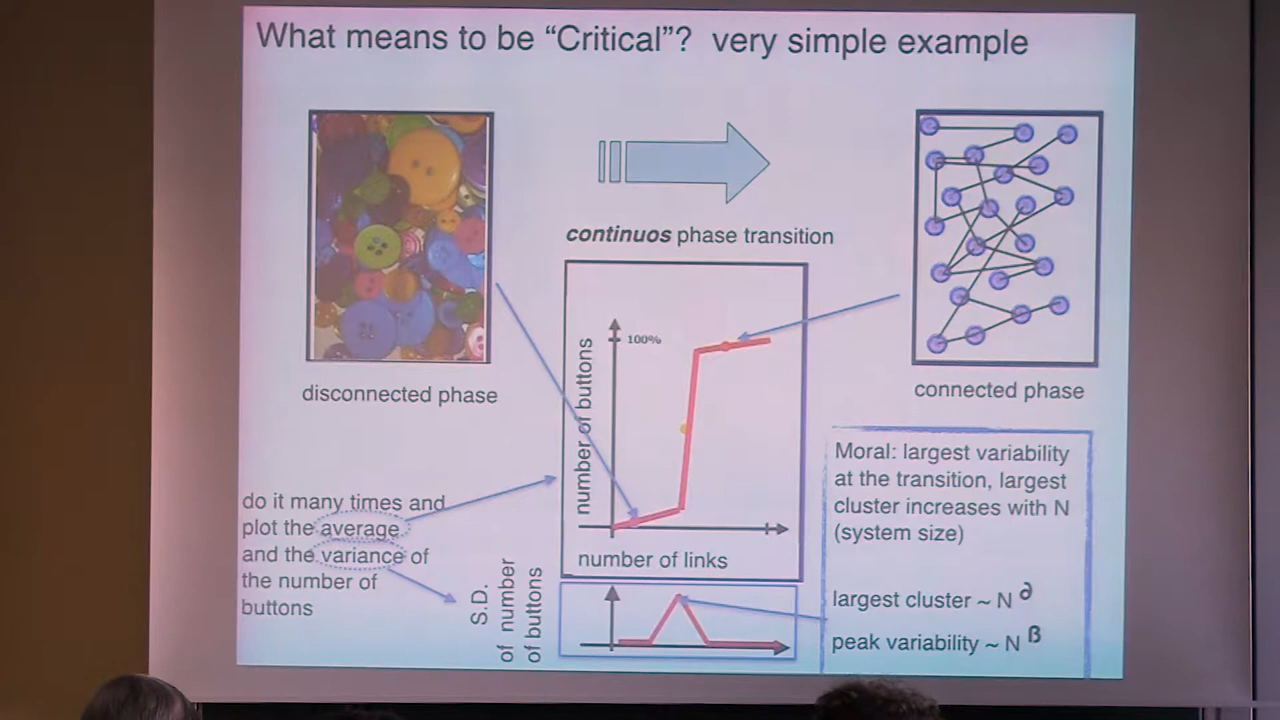 What means to be “Critical”?  very simple example
continuos phase transition
disconnected phase
connected phase
100%
number of buttons
number of links
do it many times and
plot the average
and the variance of
the number of
buttons
S.D.
of number
of buttons
Moral: largest variability
at the transition, largest
cluster increases with N
(system size)
largest cluster ~ N ∂
peak variability ~ N ß